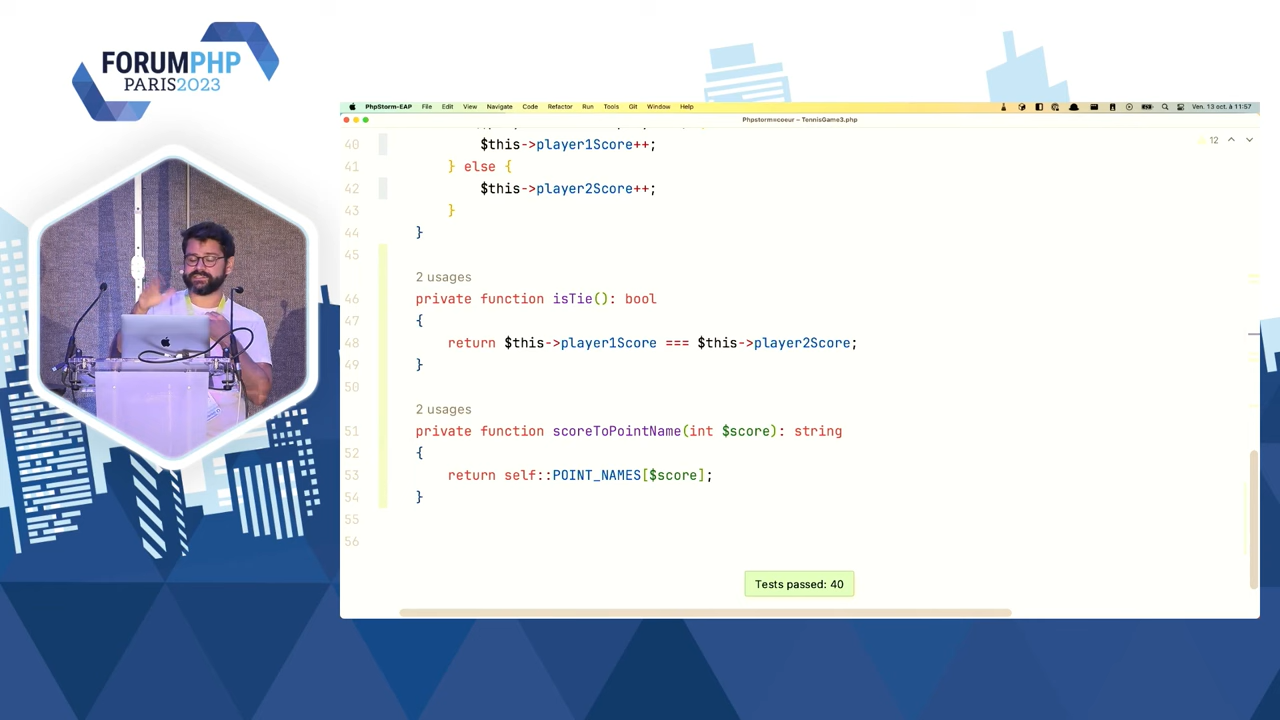 FORUMPHP
PARIS2023
PhpStorm-EAP File Edit View Navigate Code Refactor Run Tools Git Window Help
Ven. 13 oct. à 11:57
Phpstorm≡coeur – TennisGame3.php
12
40 $this->player1Score++;
41 } else {
42 $this->player2Score++;
43 }
44 }
45
2 usages
46 private function isTie(): bool
47 {
48 return $this->player1Score === $this->player2Score;
49 }
50
2 usages
51 private function scoreToPointName(int $score): string
52 {
53 return self::POINT_NAMES[$score];
54 }
55
56
Tests passed: 40